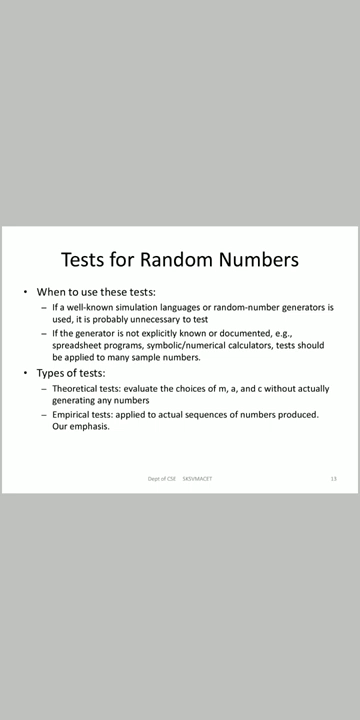 Tests for Random Numbers
• When to use these tests:
– If a well-known simulation languages or random-number generators is
used, it is probably unnecessary to test
– If the generator is not explicitly known or documented, e.g.,
spreadsheet programs, symbolic/numerical calculators, tests should
be applied to many sample numbers.
• Types of tests:
– Theoretical tests: evaluate the choices of m, a, and c without actually
generating any numbers
– Empirical tests: applied to actual sequences of numbers produced.
Our emphasis.
Dept of CSE SKSVMACET 13